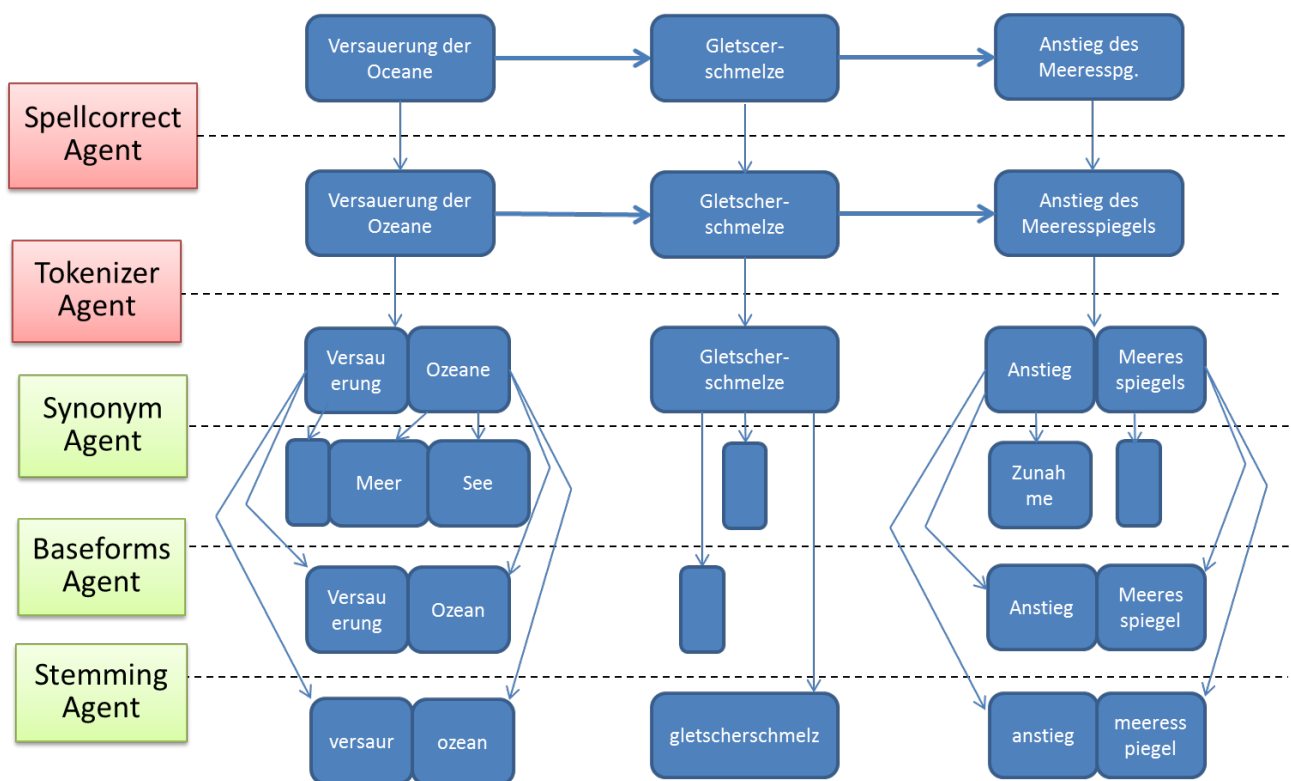 Versauerung der
Oceane
Gletscer-
schmelze
Anstieg des
Meeresspg.
Spellcorrect
Agent
Versauerung der
Ozeane
Gletscher-
schmelze
Anstieg des
Meeresspiegels
Tokenizer
Agent
Versau
erung
Ozeane
Gletscher-
schmelze
Anstieg
Meeres
spiegels
Synonym
Agent
Meer
See
Zunah
me
Baseforms
Agent
Versau
erung
Ozean
Anstieg
Meeres
spiegel
Stemming
Agent
versaur
ozean
gletscherschmelz
anstieg
meeress
piegel